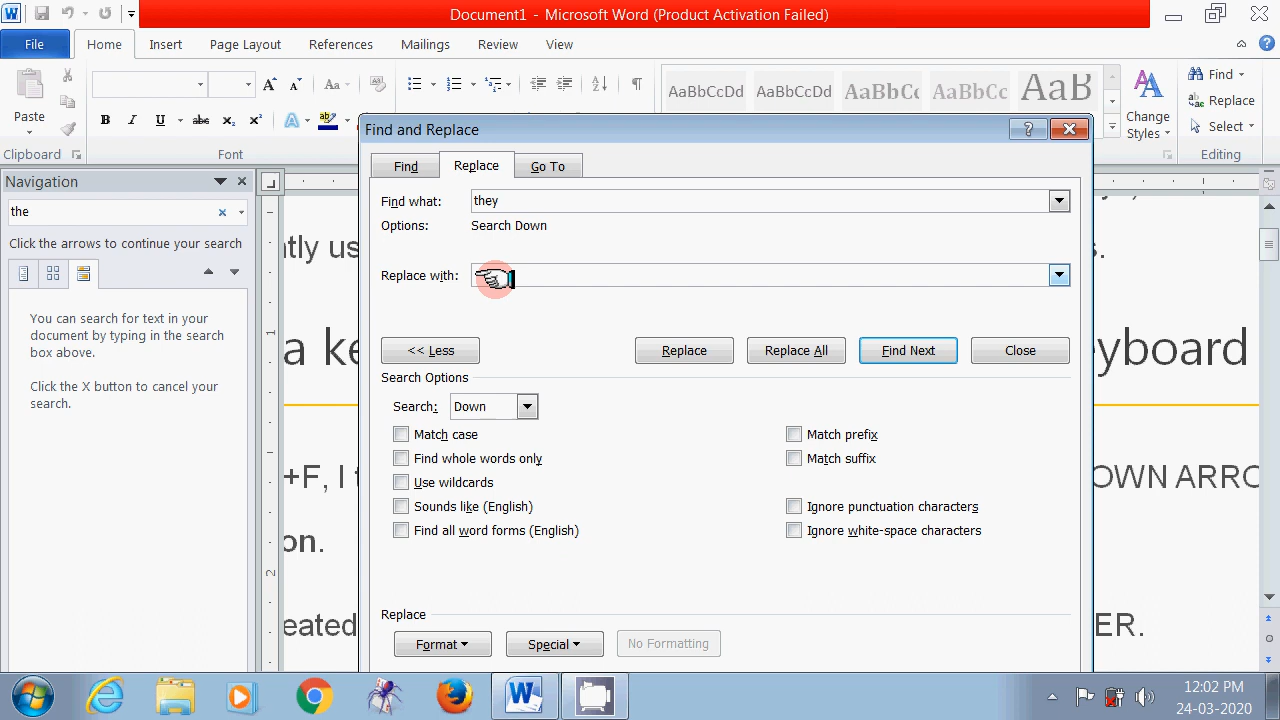 Document1 - Microsoft Word (Product Activation Failed)
File Home Insert Page Layout References Mailings Review View
Paste
Aa
B I U abc X₂ X² A ab
AaBbCcDd AaBbCcDd AaBbCc AaBbCc AaB
Change Styles
Find
Replace
Select
Clipboard Font Editing
Navigation
the
Click the arrows to continue your search
You can search for text in your
document by typing in the search
box above.
Click the X button to cancel your
search.
Find and Replace
Find Replace Go To
Find what: they
Options: Search Down
Replace with:
<< Less Replace Replace All Find Next Close
Search Options
Search: Down
Match case Match prefix
Find whole words only Match suffix
Use wildcards
Sounds like (English) Ignore punctuation characters
Find all word forms (English) Ignore white-space characters
Replace
Format Special No Formatting
ntly us s.
a ke yboard
+F, I t OWN ARRO
on.
eated ER.
1
2
12:02 PM
24-03-2020